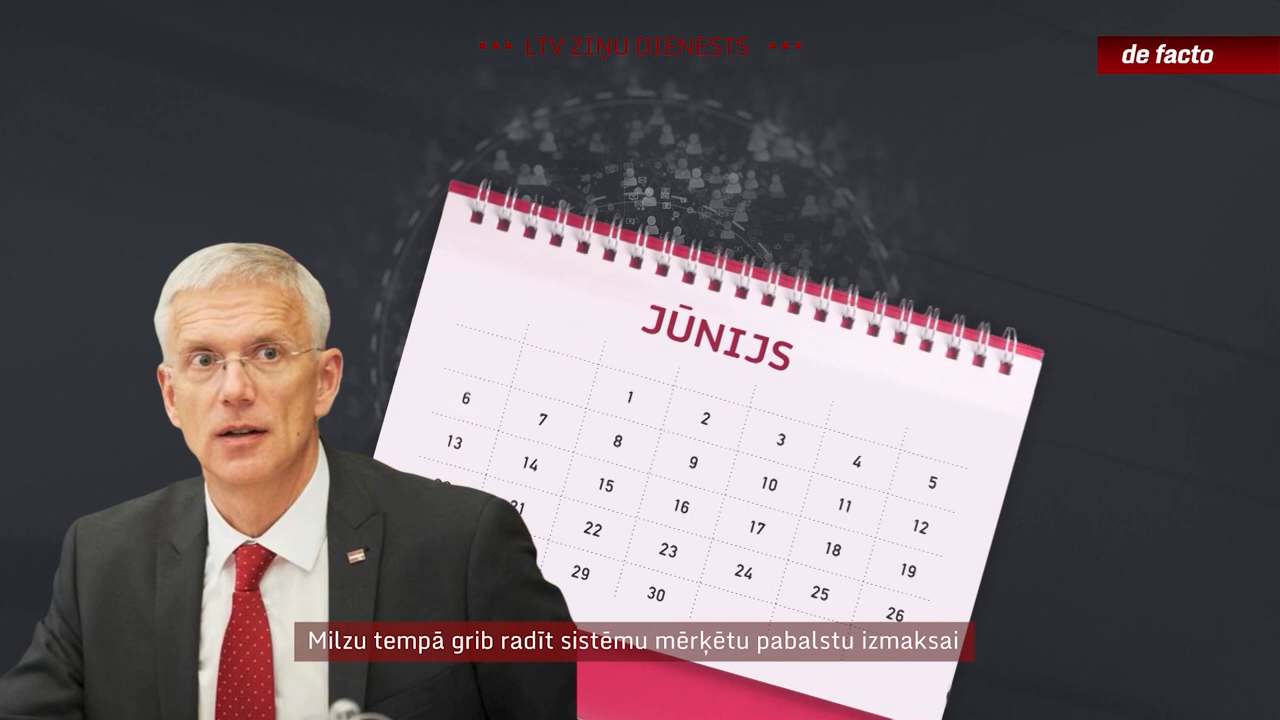 LTV ZIŅU DIENESTS
de facto
JŪNIJS
1 2 3 4 5
6 7 8 9 10 11 12
13 14 15 16 17 18 19
21 22 23 24 25 26
29 30
Milzu tempā grib radīt sistēmu mērķētu pabalstu izmaksai